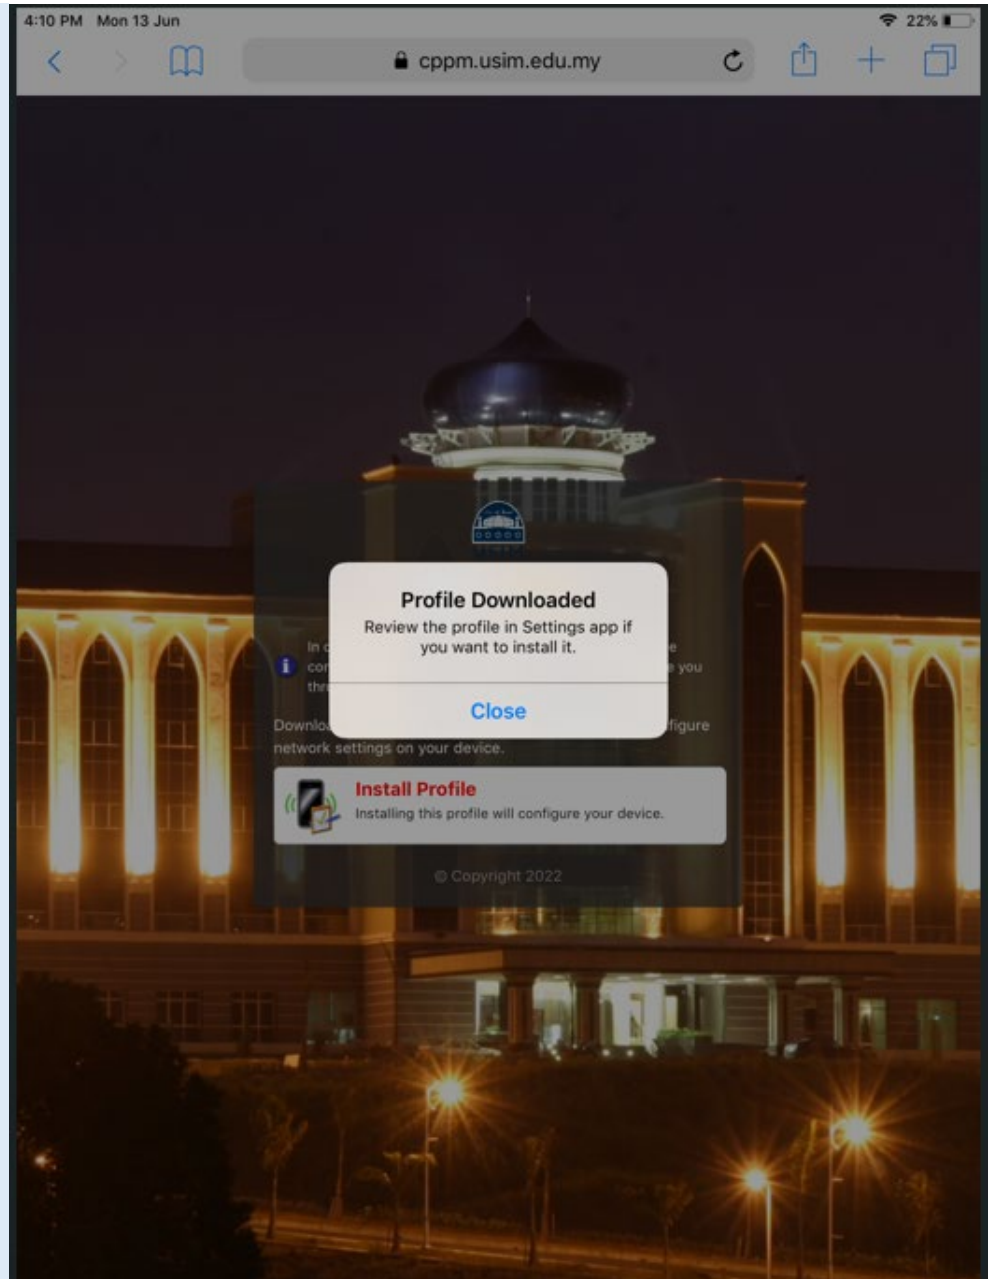 4:10 PM Mon 13 Jun
22%
cppm.usim.edu.my
Profile Downloaded
Review the profile in Settings app if
you want to install it.
Close
In
you
network settings on your device.
Install Profile
Installing this profile will configure your device.
© Copyright 2022